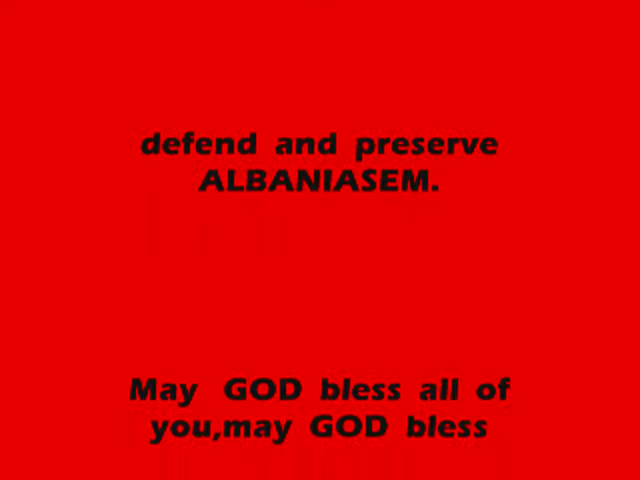 defend and preserve
ALBANIASEM.
May GOD bless all of
you,may GOD bless